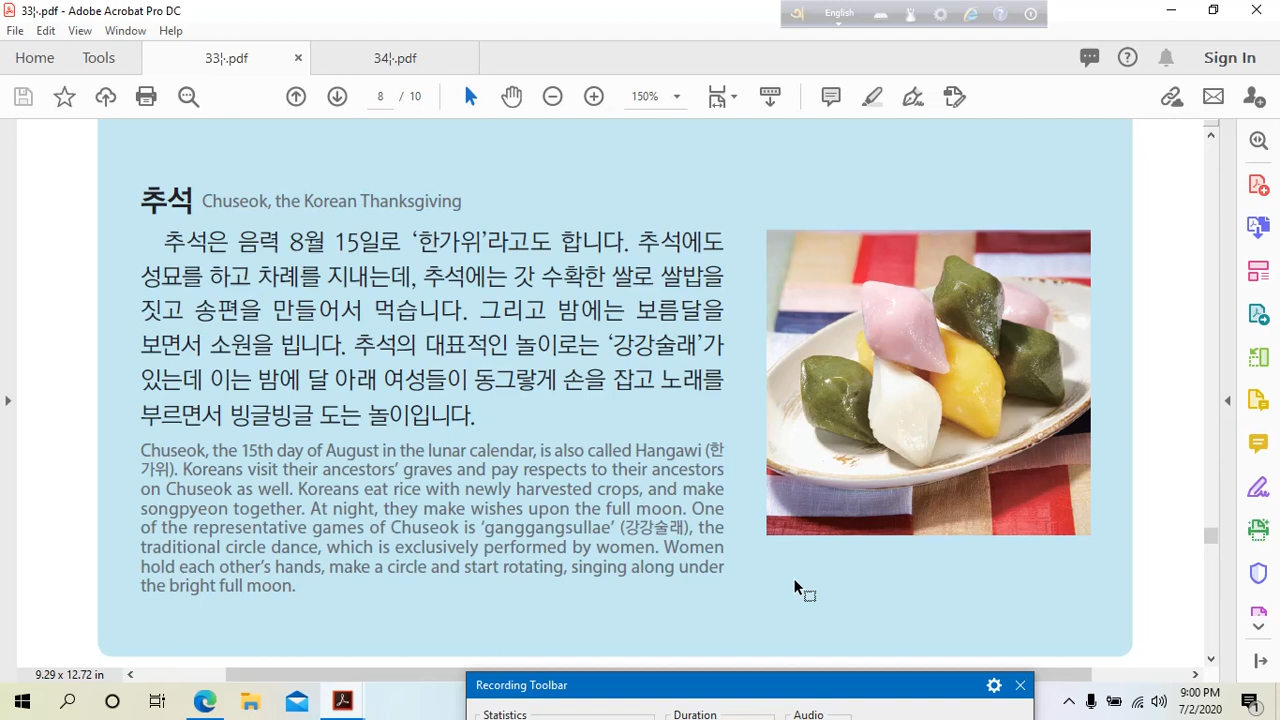 33¦·.pdf - Adobe Acrobat Pro DC
English
File Edit View Window Help
Home Tools 33¦·.pdf 34¦·.pdf Sign In
8 / 10 150%
추석 Chuseok, the Korean Thanksgiving
추석은 음력 8월 15일로 ‘한가위’라고도 합니다. 추석에도
성묘를 하고 차례를 지내는데, 추석에는 갓 수확한 쌀로 쌀밥을
짓고 송편을 만들어서 먹습니다. 그리고 밤에는 보름달을
보면서 소원을 빕니다. 추석의 대표적인 놀이로는 ‘강강술래’가
있는데 이는 밤에 달 아래 여성들이 동그랗게 손을 잡고 노래를
부르면서 빙글빙글 도는 놀이입니다.
Chuseok, the 15th day of August in the lunar calendar, is also called Hangawi (한
가위). Koreans visit their ancestors’ graves and pay respects to their ancestors
on Chuseok as well. Koreans eat rice with newly harvested crops, and make
songpyeon together. At night, they make wishes upon the full moon. One
of the representative games of Chuseok is ‘ganggangsullae’ (강강술래), the
traditional circle dance, which is exclusively performed by women. Women
hold each other’s hands, make a circle and start rotating, singing along under
the bright full moon.
9.29 x 12.72 in
Recording Toolbar
Statistics Duration Audio
9:00 PM
7/2/2020